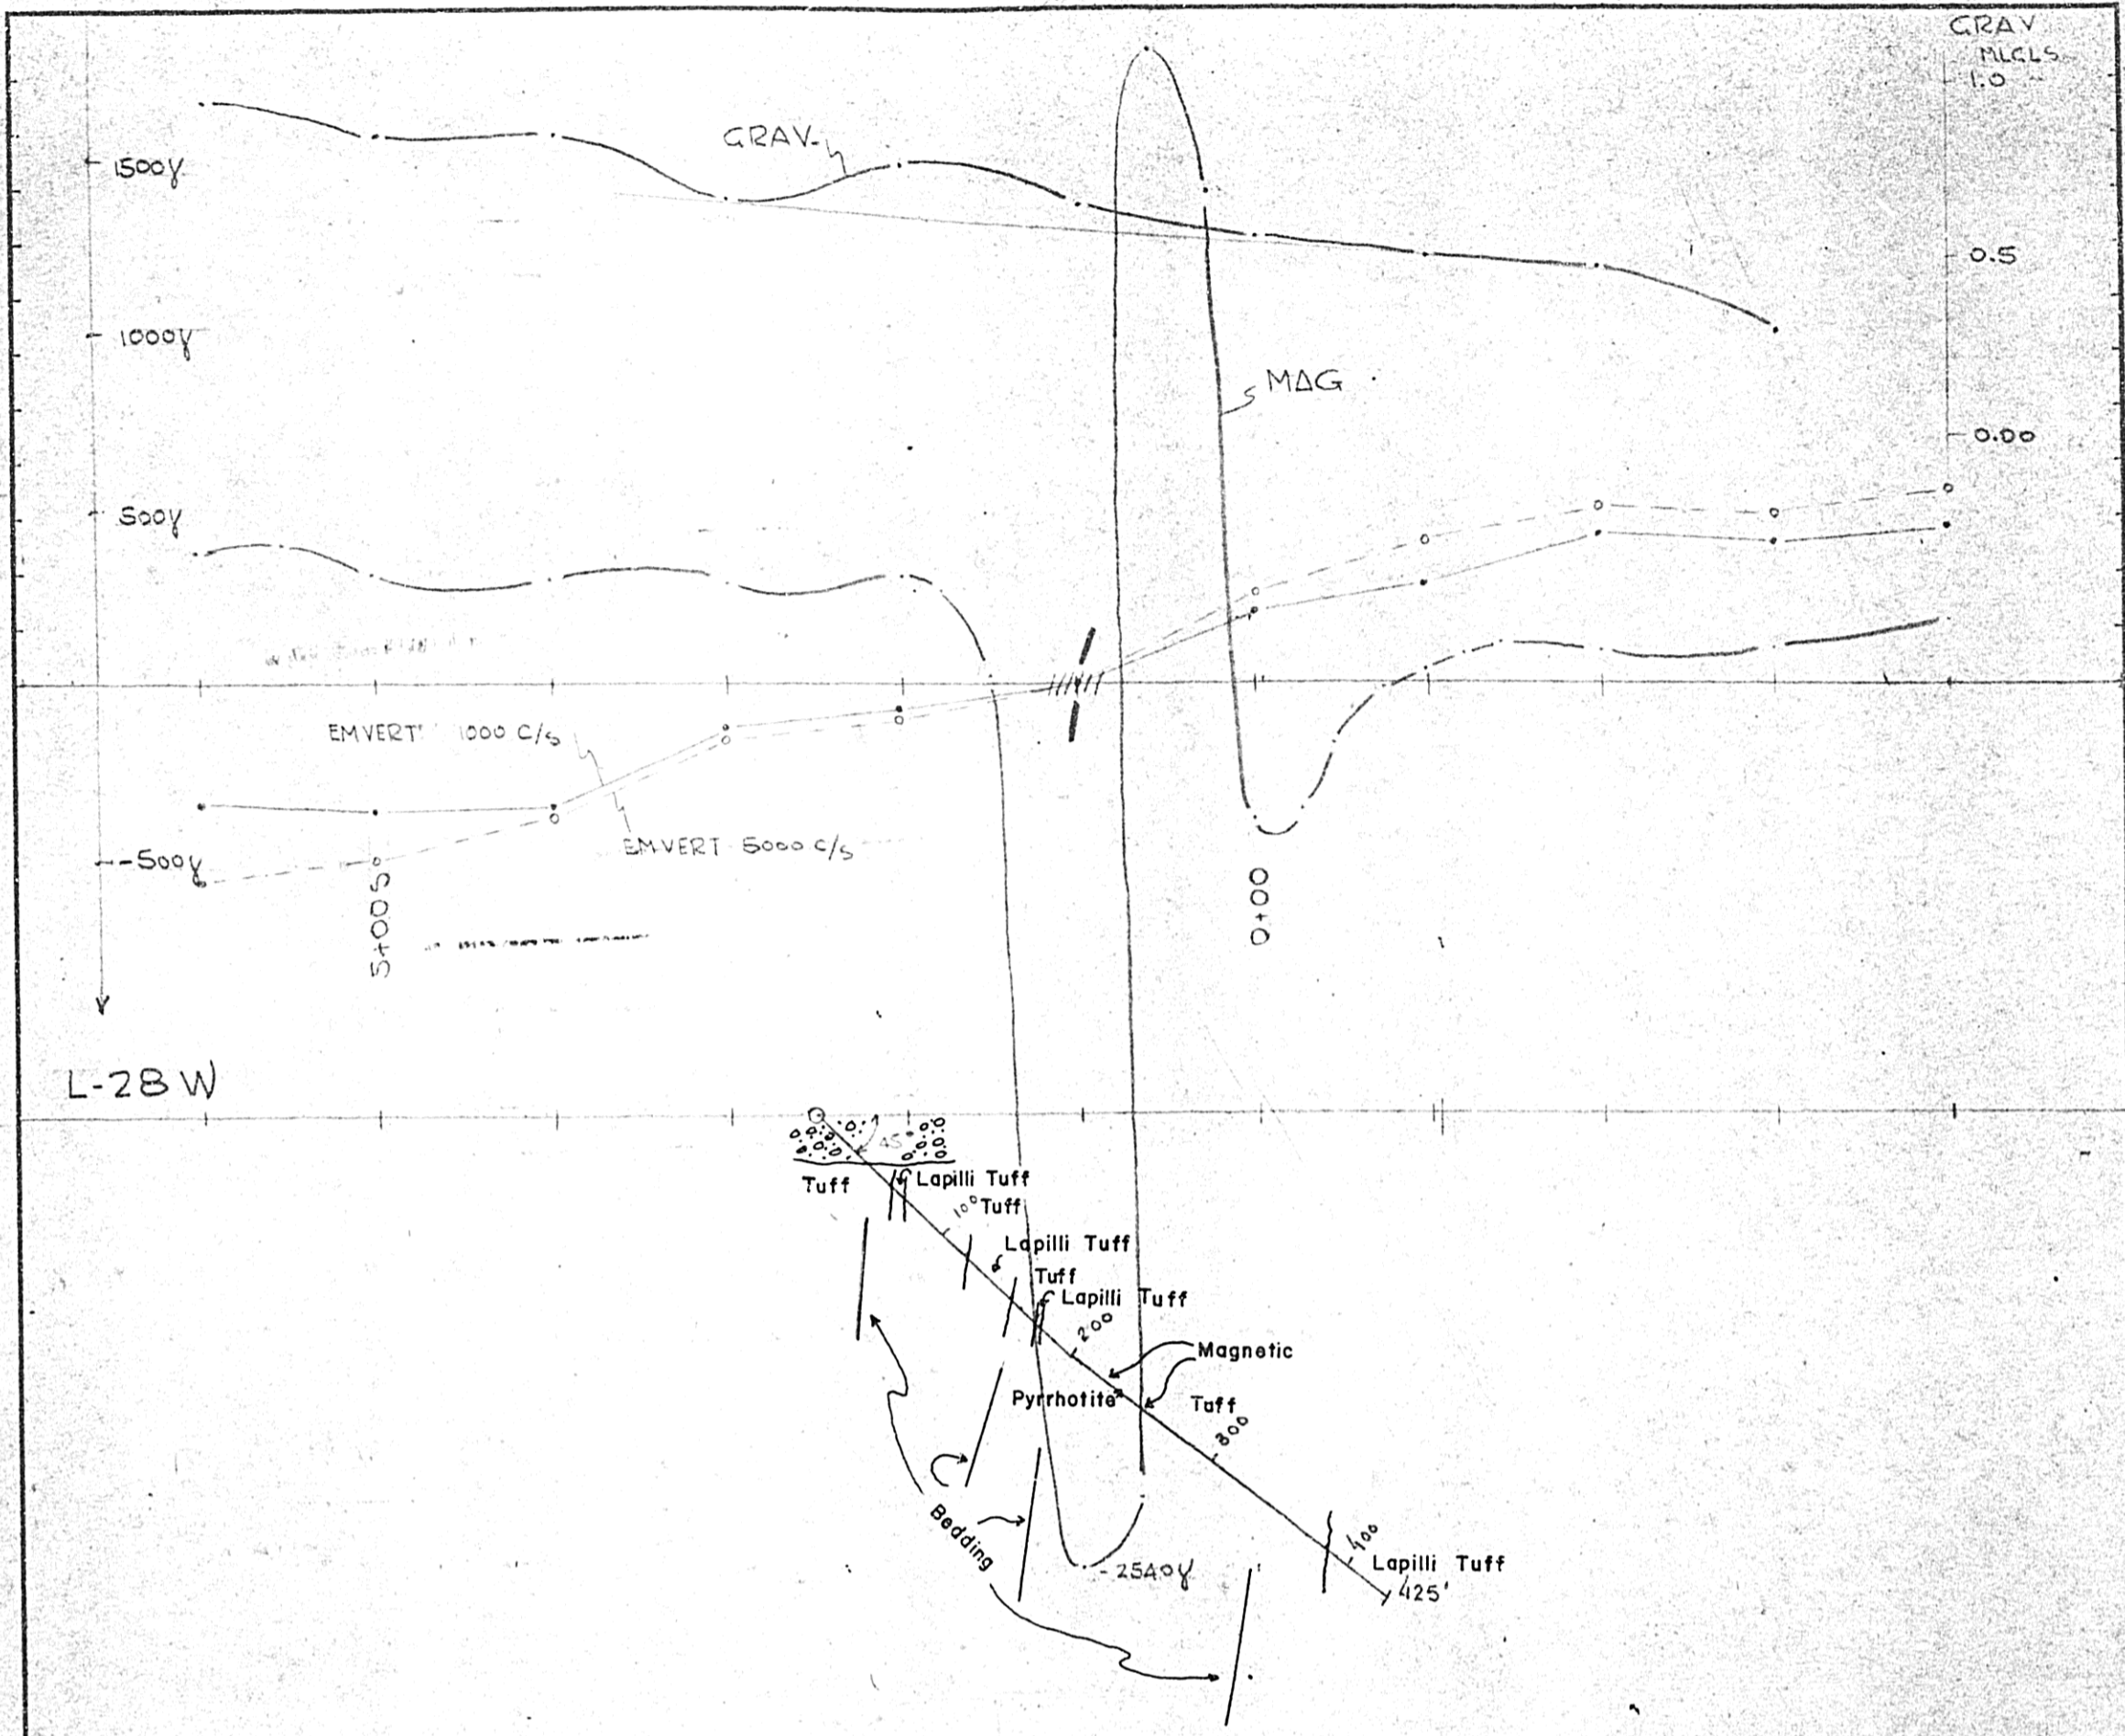 GRAV
MLGLS
1.0
GRAV
1500γ
0.5
1000γ
MAG
0.00
500γ
EM VERT 1000 C/S
EM VERT 5000 C/S
-500γ
5+00S
0+00
L-28 W
45°
Tuff
Lapilli Tuff
100
Tuff
Lapilli Tuff
Tuff
Lapilli Tuff
200
Magnetic
Pyrrhotite
Tuff
300
Bedding
400
Lapilli Tuff
-2540γ
425'